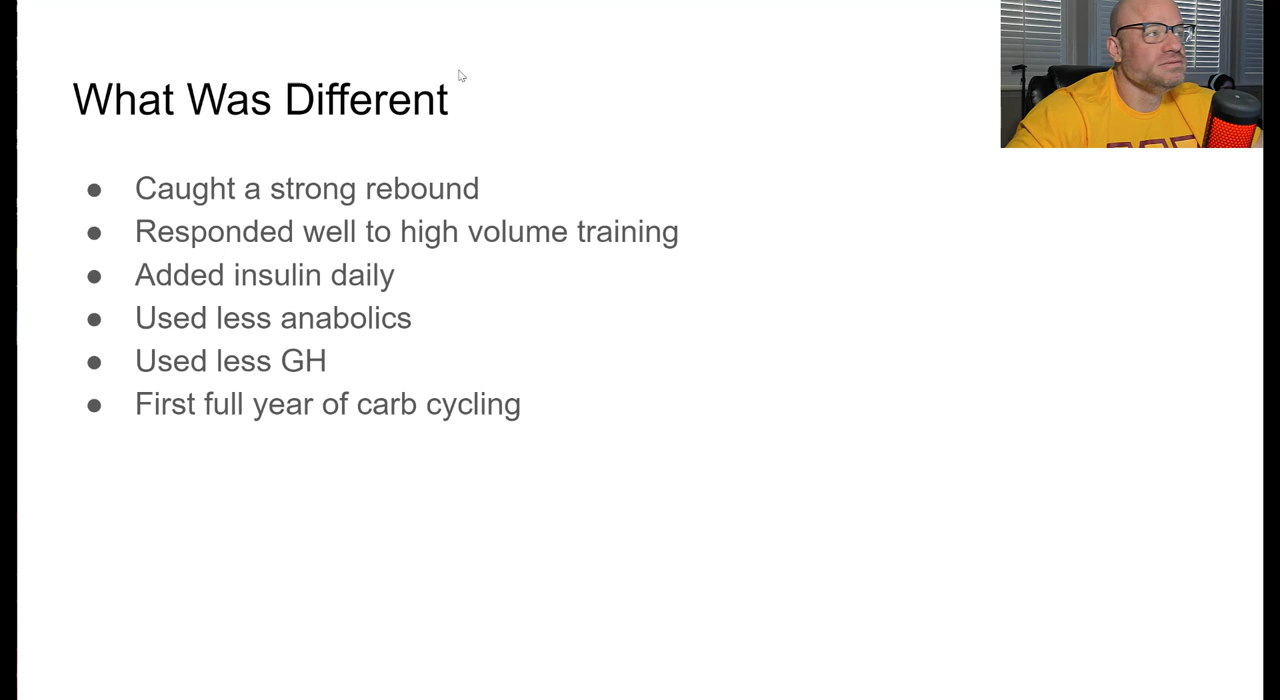 What Was Different
● Caught a strong rebound
● Responded well to high volume training
● Added insulin daily
● Used less anabolics
● Used less GH
● First full year of carb cycling